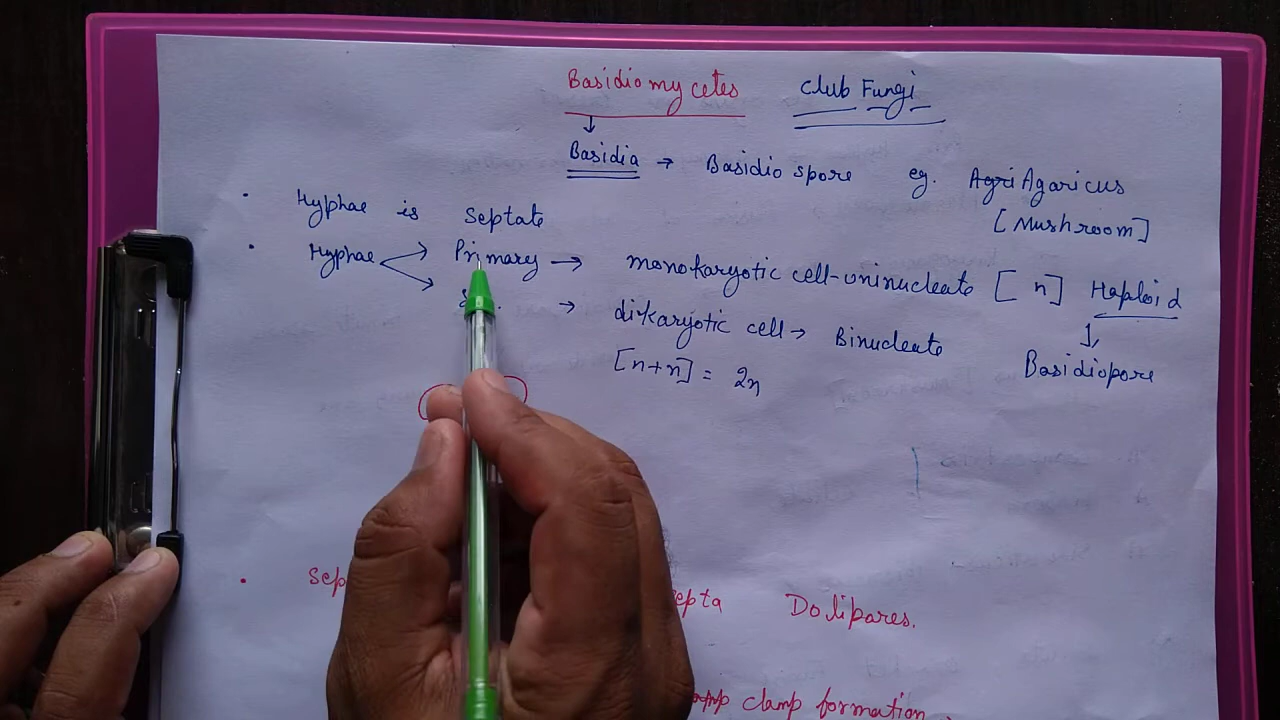 Basidiomycetes Club Fungi
Basidia → Basidio spore eg. Agri Agaricus
[Mushroom]
• Hyphae is Septate
• Hyphae → Primary → monokaryotic cell-uninucleate [n] Haploid
→ dikaryotic cell → Binucleate
Basidiopore
[n+n] = 2n
• Sep epta Dolipores.
clamp formation